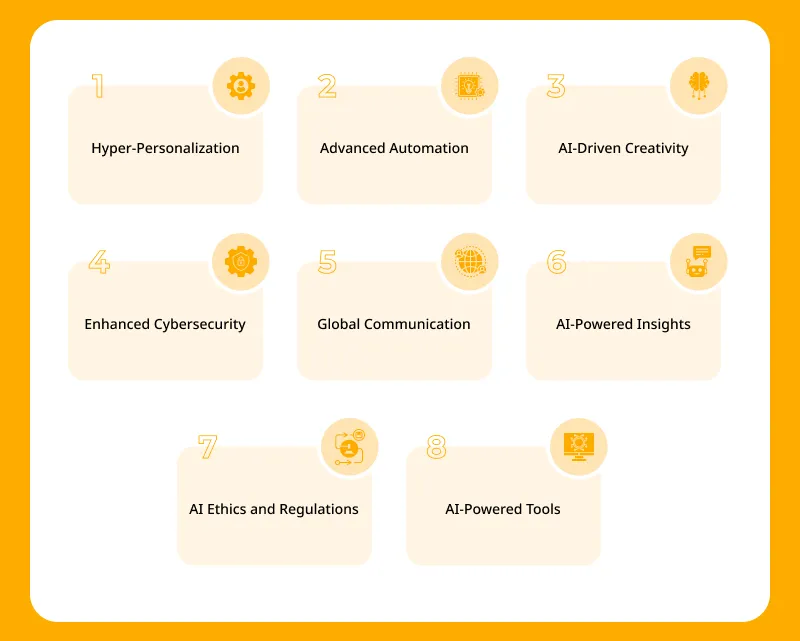 1
Hyper-Personalization
2
Advanced Automation
3
AI-Driven Creativity
4
Enhanced Cybersecurity
5
Global Communication
6
AI-Powered Insights
7
AI Ethics and Regulations
8
AI-Powered Tools